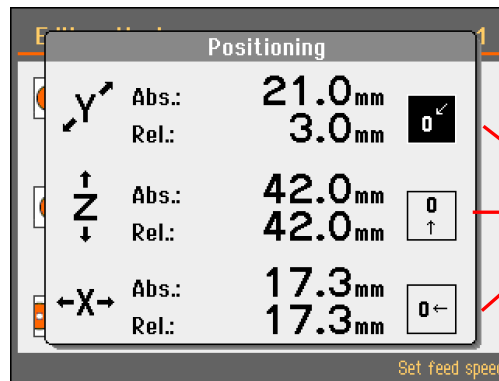 Positioning
Y Abs.: 21.0mm
Rel.: 3.0mm 0
Z Abs.: 42.0mm 0
Rel.: 42.0mm
X Abs.: 17.3mm 0
Rel.: 17.3mm
Set feed speed